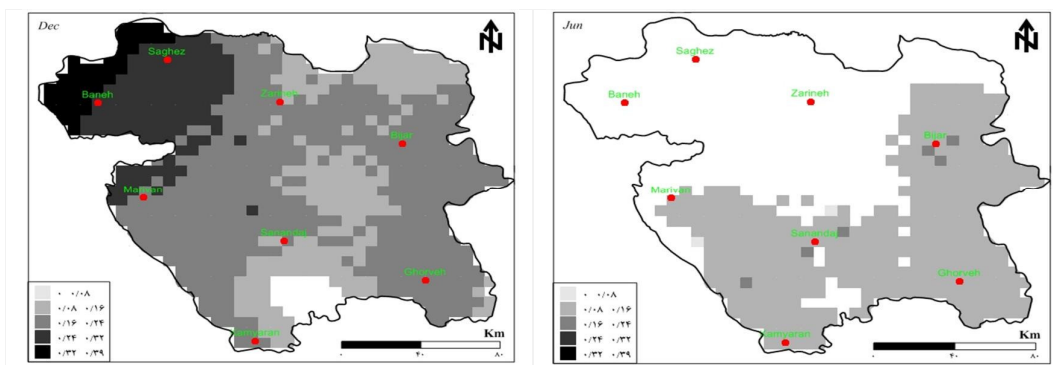 Dec
N
Saghez
Baneh
Zarineh
Bijar
Marivan
Sanandaj
Ghorveh
Kamyaran
۰ ۰/۰۸
۰/۰۸ ۰/۱۶
۰/۱۶ ۰/۲۴
۰/۲۴ ۰/۳۲
۰/۳۲ ۰/۳۹
Km
۰ ۴۰ ۸۰
Jun
N
Saghez
Baneh
Zarineh
Bijar
Marivan
Sanandaj
Ghorveh
Kamyaran
۰ ۰/۰۸
۰/۰۸ ۰/۱۶
۰/۱۶ ۰/۲۴
۰/۲۴ ۰/۳۲
۰/۳۲ ۰/۳۹
Km
۰ ۴۰ ۸۰